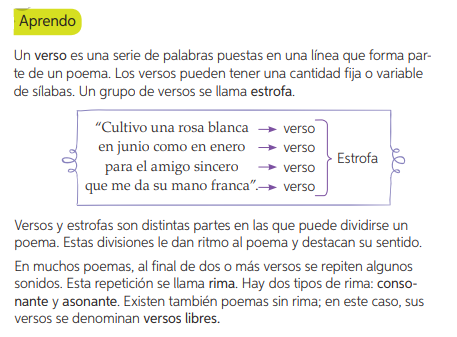 Aprendo
Un verso es una serie de palabras puestas en una línea que forma par-
te de un poema. Los versos pueden tener una cantidad fija o variable
de sílabas. Un grupo de versos se llama estrofa.
“Cultivo una rosa blanca → verso
en junio como en enero → verso
para el amigo sincero → verso
que me da su mano franca”. → verso
Estrofa
Versos y estrofas son distintas partes en las que puede dividirse un
poema. Estas divisiones le dan ritmo al poema y destacan su sentido.
En muchos poemas, al final de dos o más versos se repiten algunos
sonidos. Esta repetición se llama rima. Hay dos tipos de rima: conso-
nante y asonante. Existen también poemas sin rima; en este caso, sus
versos se denominan versos libres.